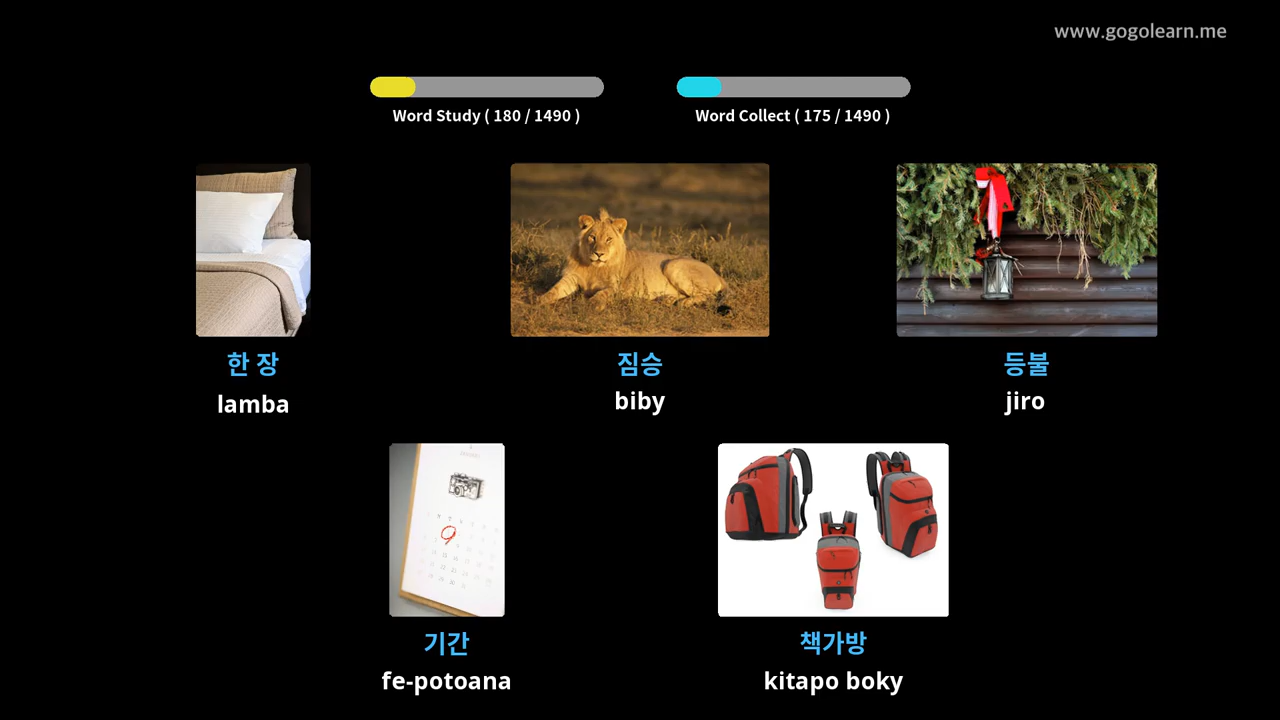 www.gogolearn.me
Word Study ( 180 / 1490 )
Word Collect ( 175 / 1490 )
한 장
lamba
짐승
biby
등불
jiro
기간
fe-potoana
책가방
kitapo boky